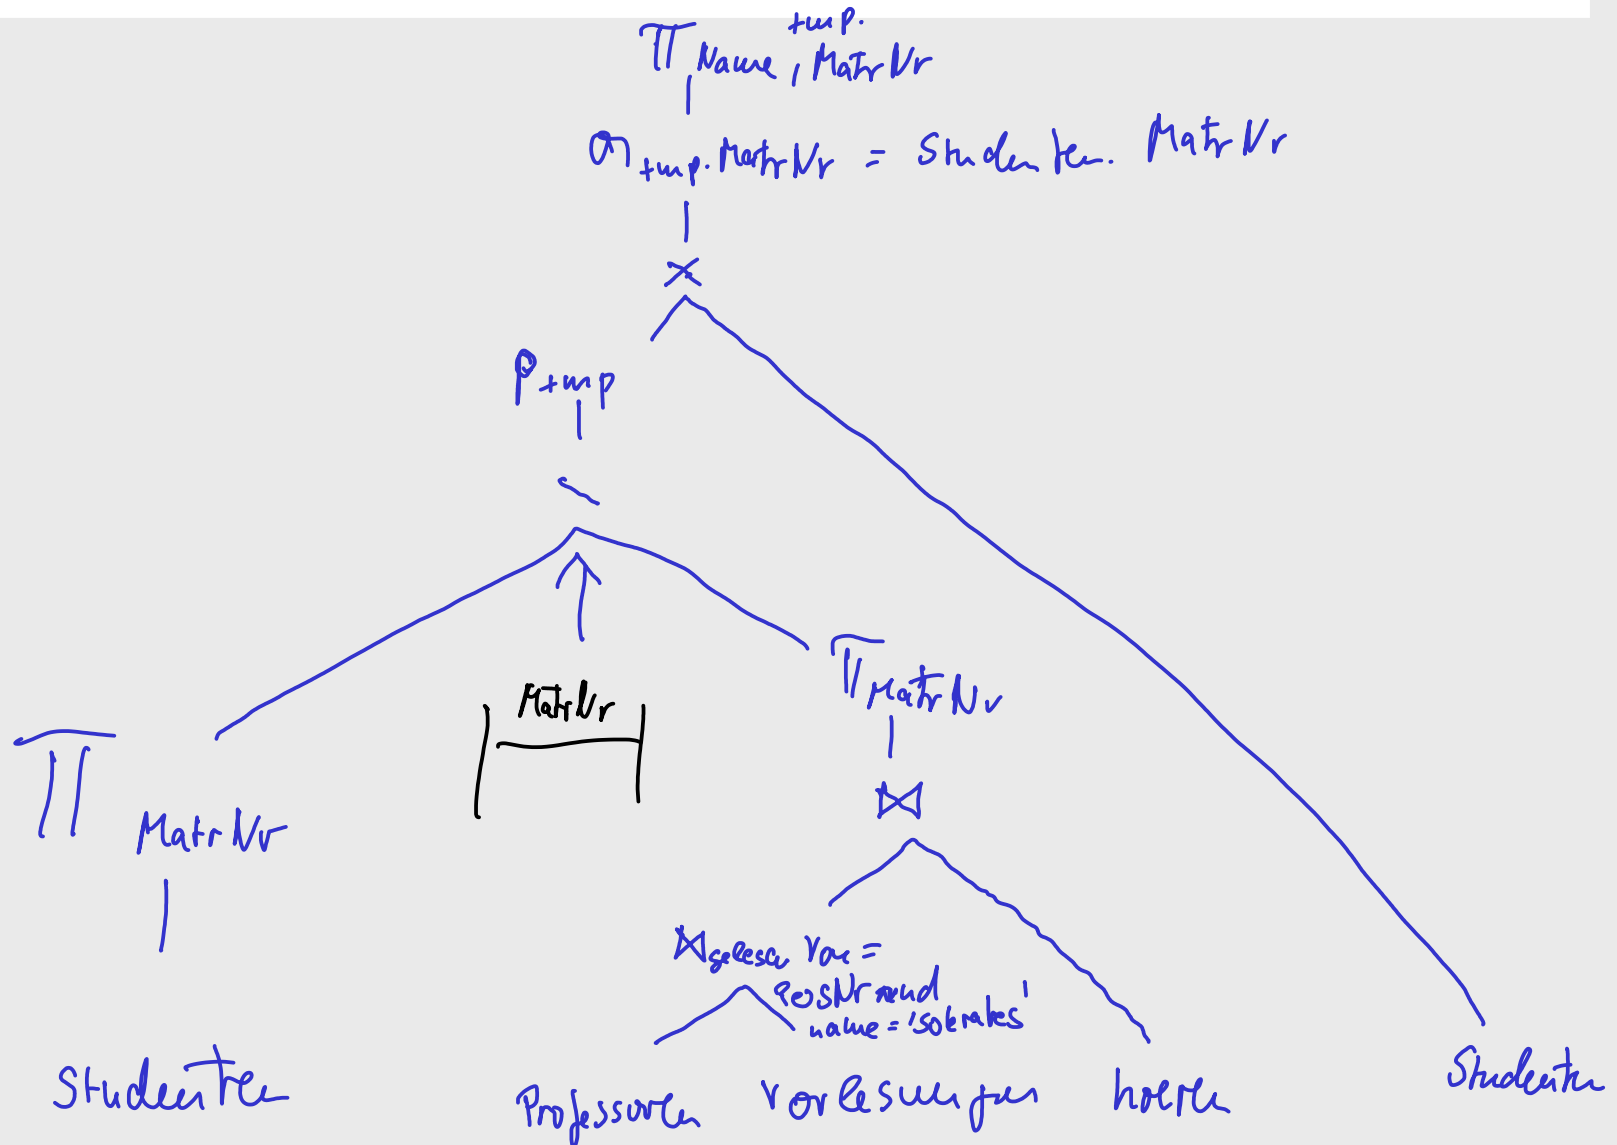 tmp.
π Name, MatrNr
σ tmp.MatrNr = Studenten. MatrNr
×
ρ tmp
-
MatrNr
π MatrNr
π MatrNr
⋈
⋈ gelesen Von =
PersNr und
name = 'sokrates'
Studenten
Professoren
Vorlesungen
hoeren
Studenten